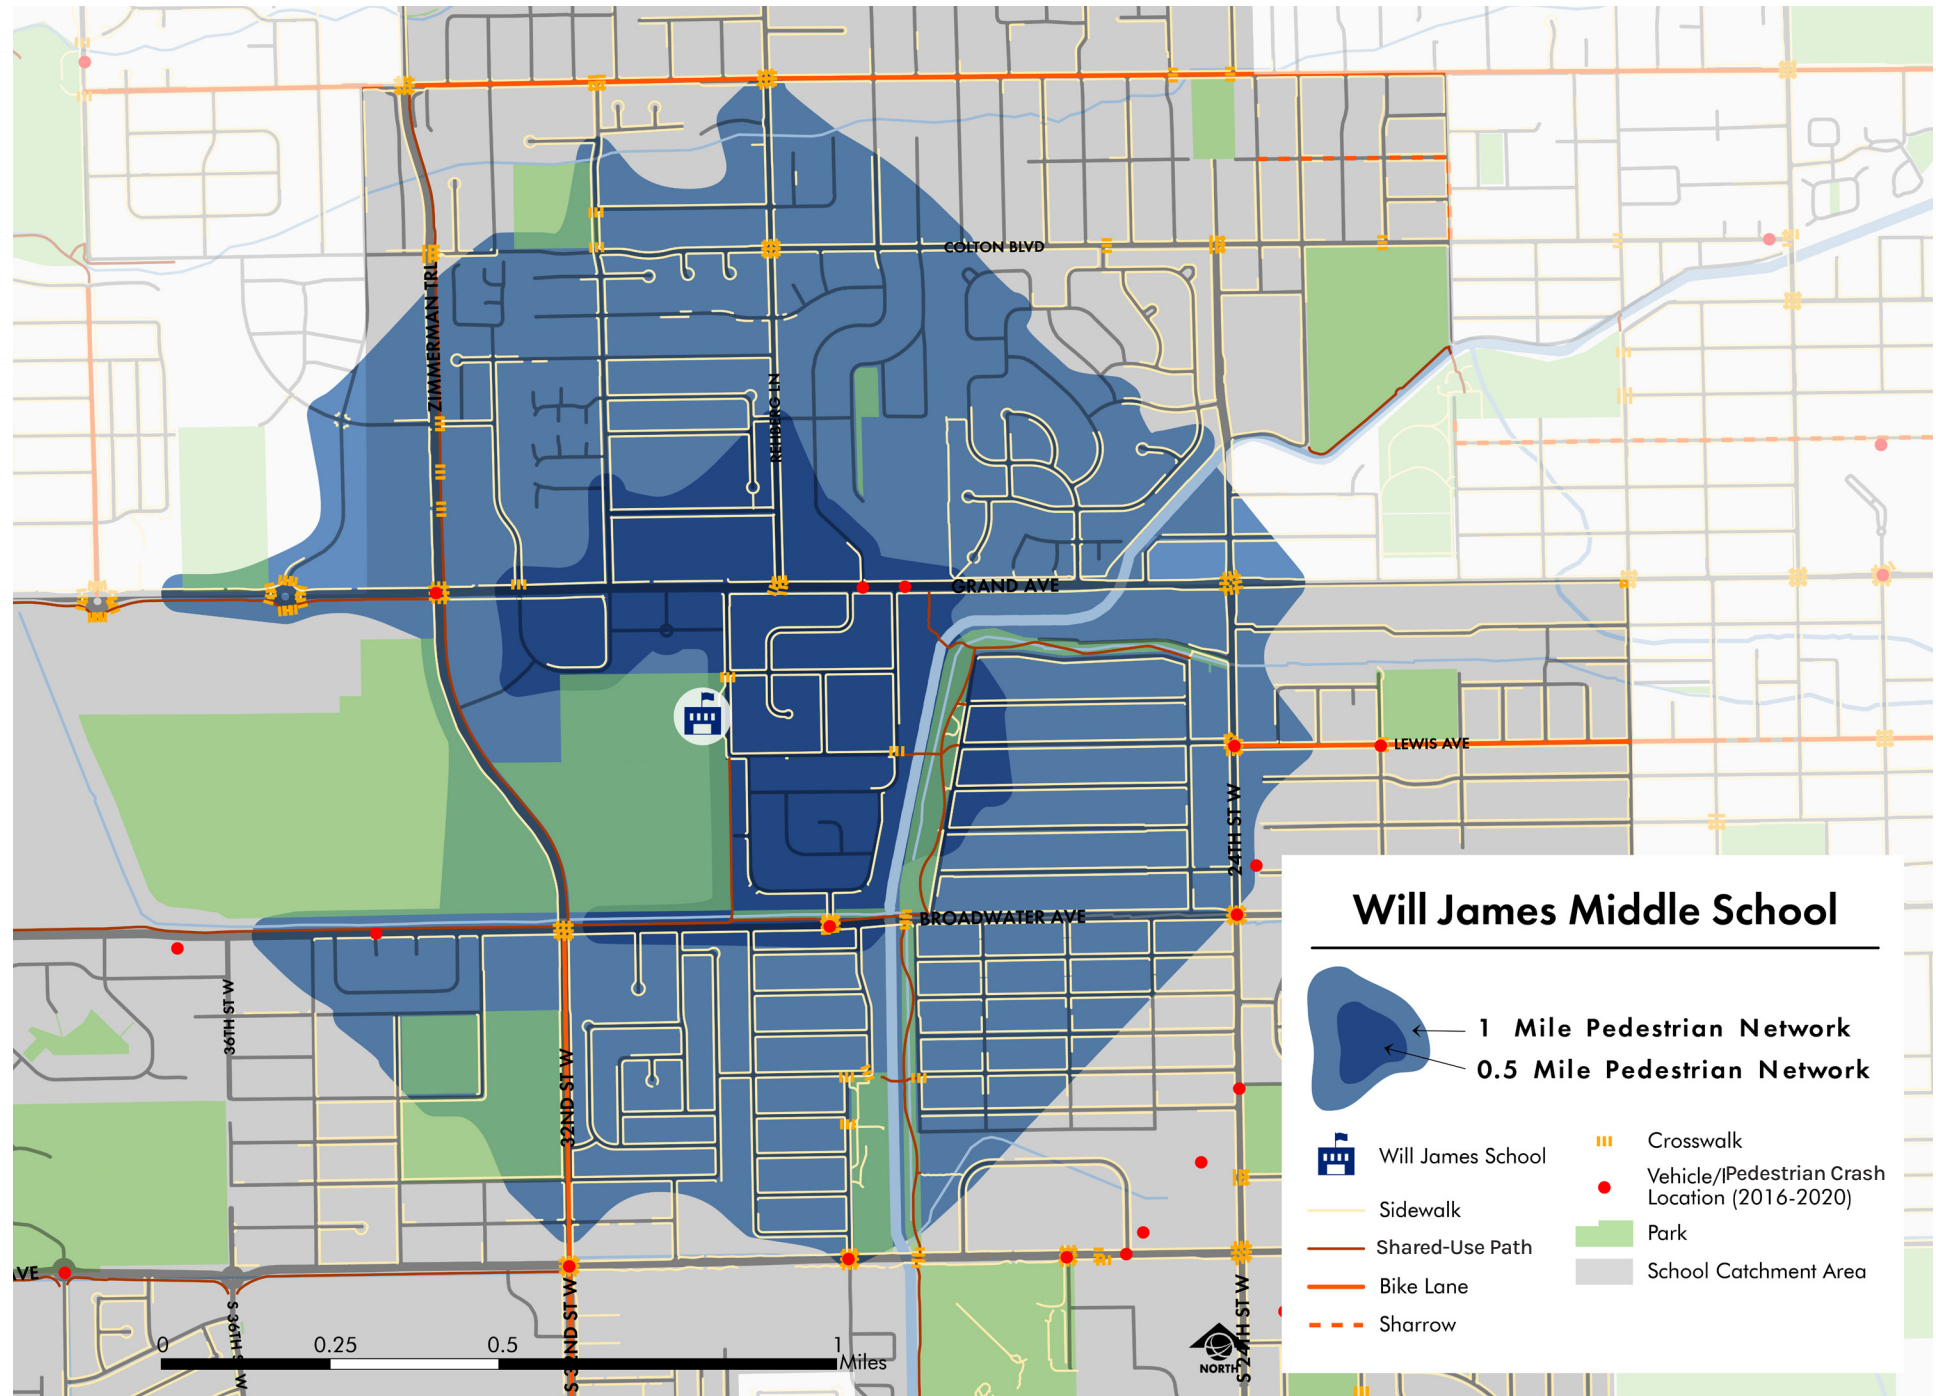 COLTON BLVD
ZIMMERMAN TRL
REHBERG LN
GRAND AVE
LEWIS AVE
24TH ST W
BROADWATER AVE
36TH ST W
32ND ST W
AVE
S 36TH ST W
S 32ND ST W
S 24TH ST W
0 0.25 0.5 1
Miles
NORTH
Will James Middle School
1 Mile Pedestrian Network
0.5 Mile Pedestrian Network
Will James School
Sidewalk
Shared-Use Path
Bike Lane
Sharrow
Crosswalk
Vehicle/Pedestrian Crash
Location (2016-2020)
Park
School Catchment Area